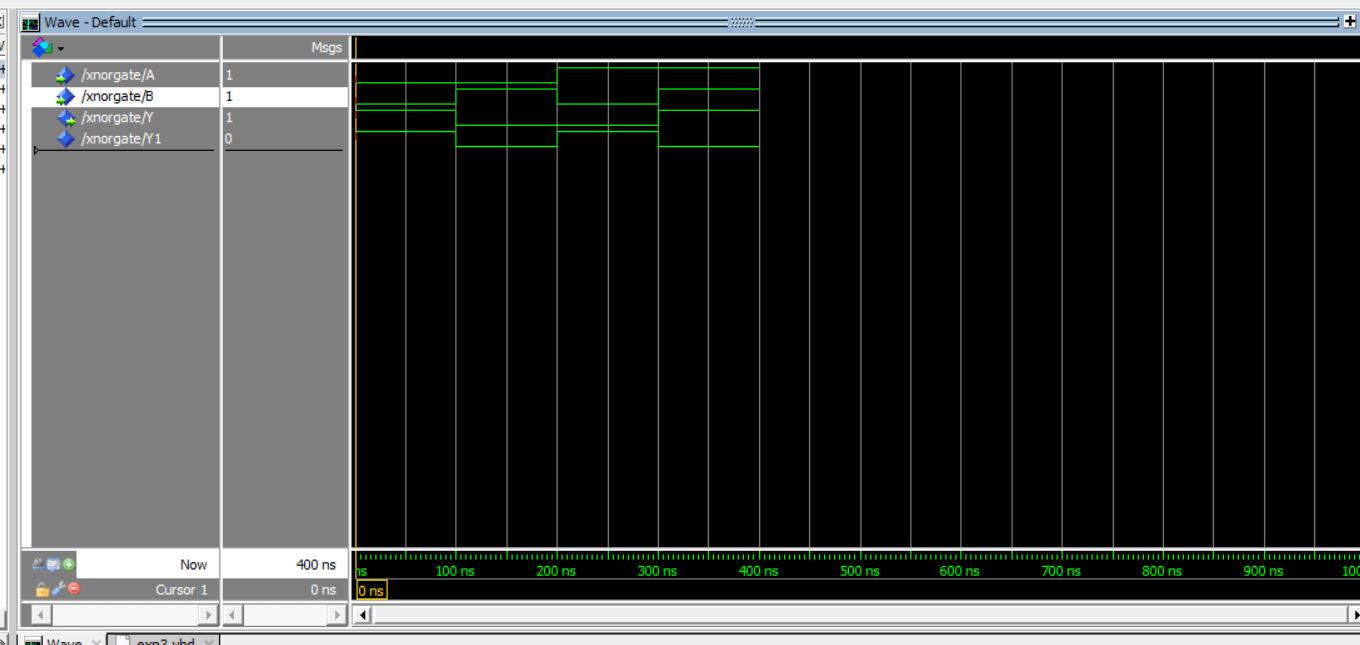 Wave - Default
Msgs
/xnorgate/A 1
/xnorgate/B 1
/xnorgate/Y 1
/xnorgate/Y1 0
Now 400 ns
ns 100 ns 200 ns 300 ns 400 ns 500 ns 600 ns 700 ns 800 ns 900 ns 100
Cursor 1 0 ns 0 ns
Wave exp3.vhd